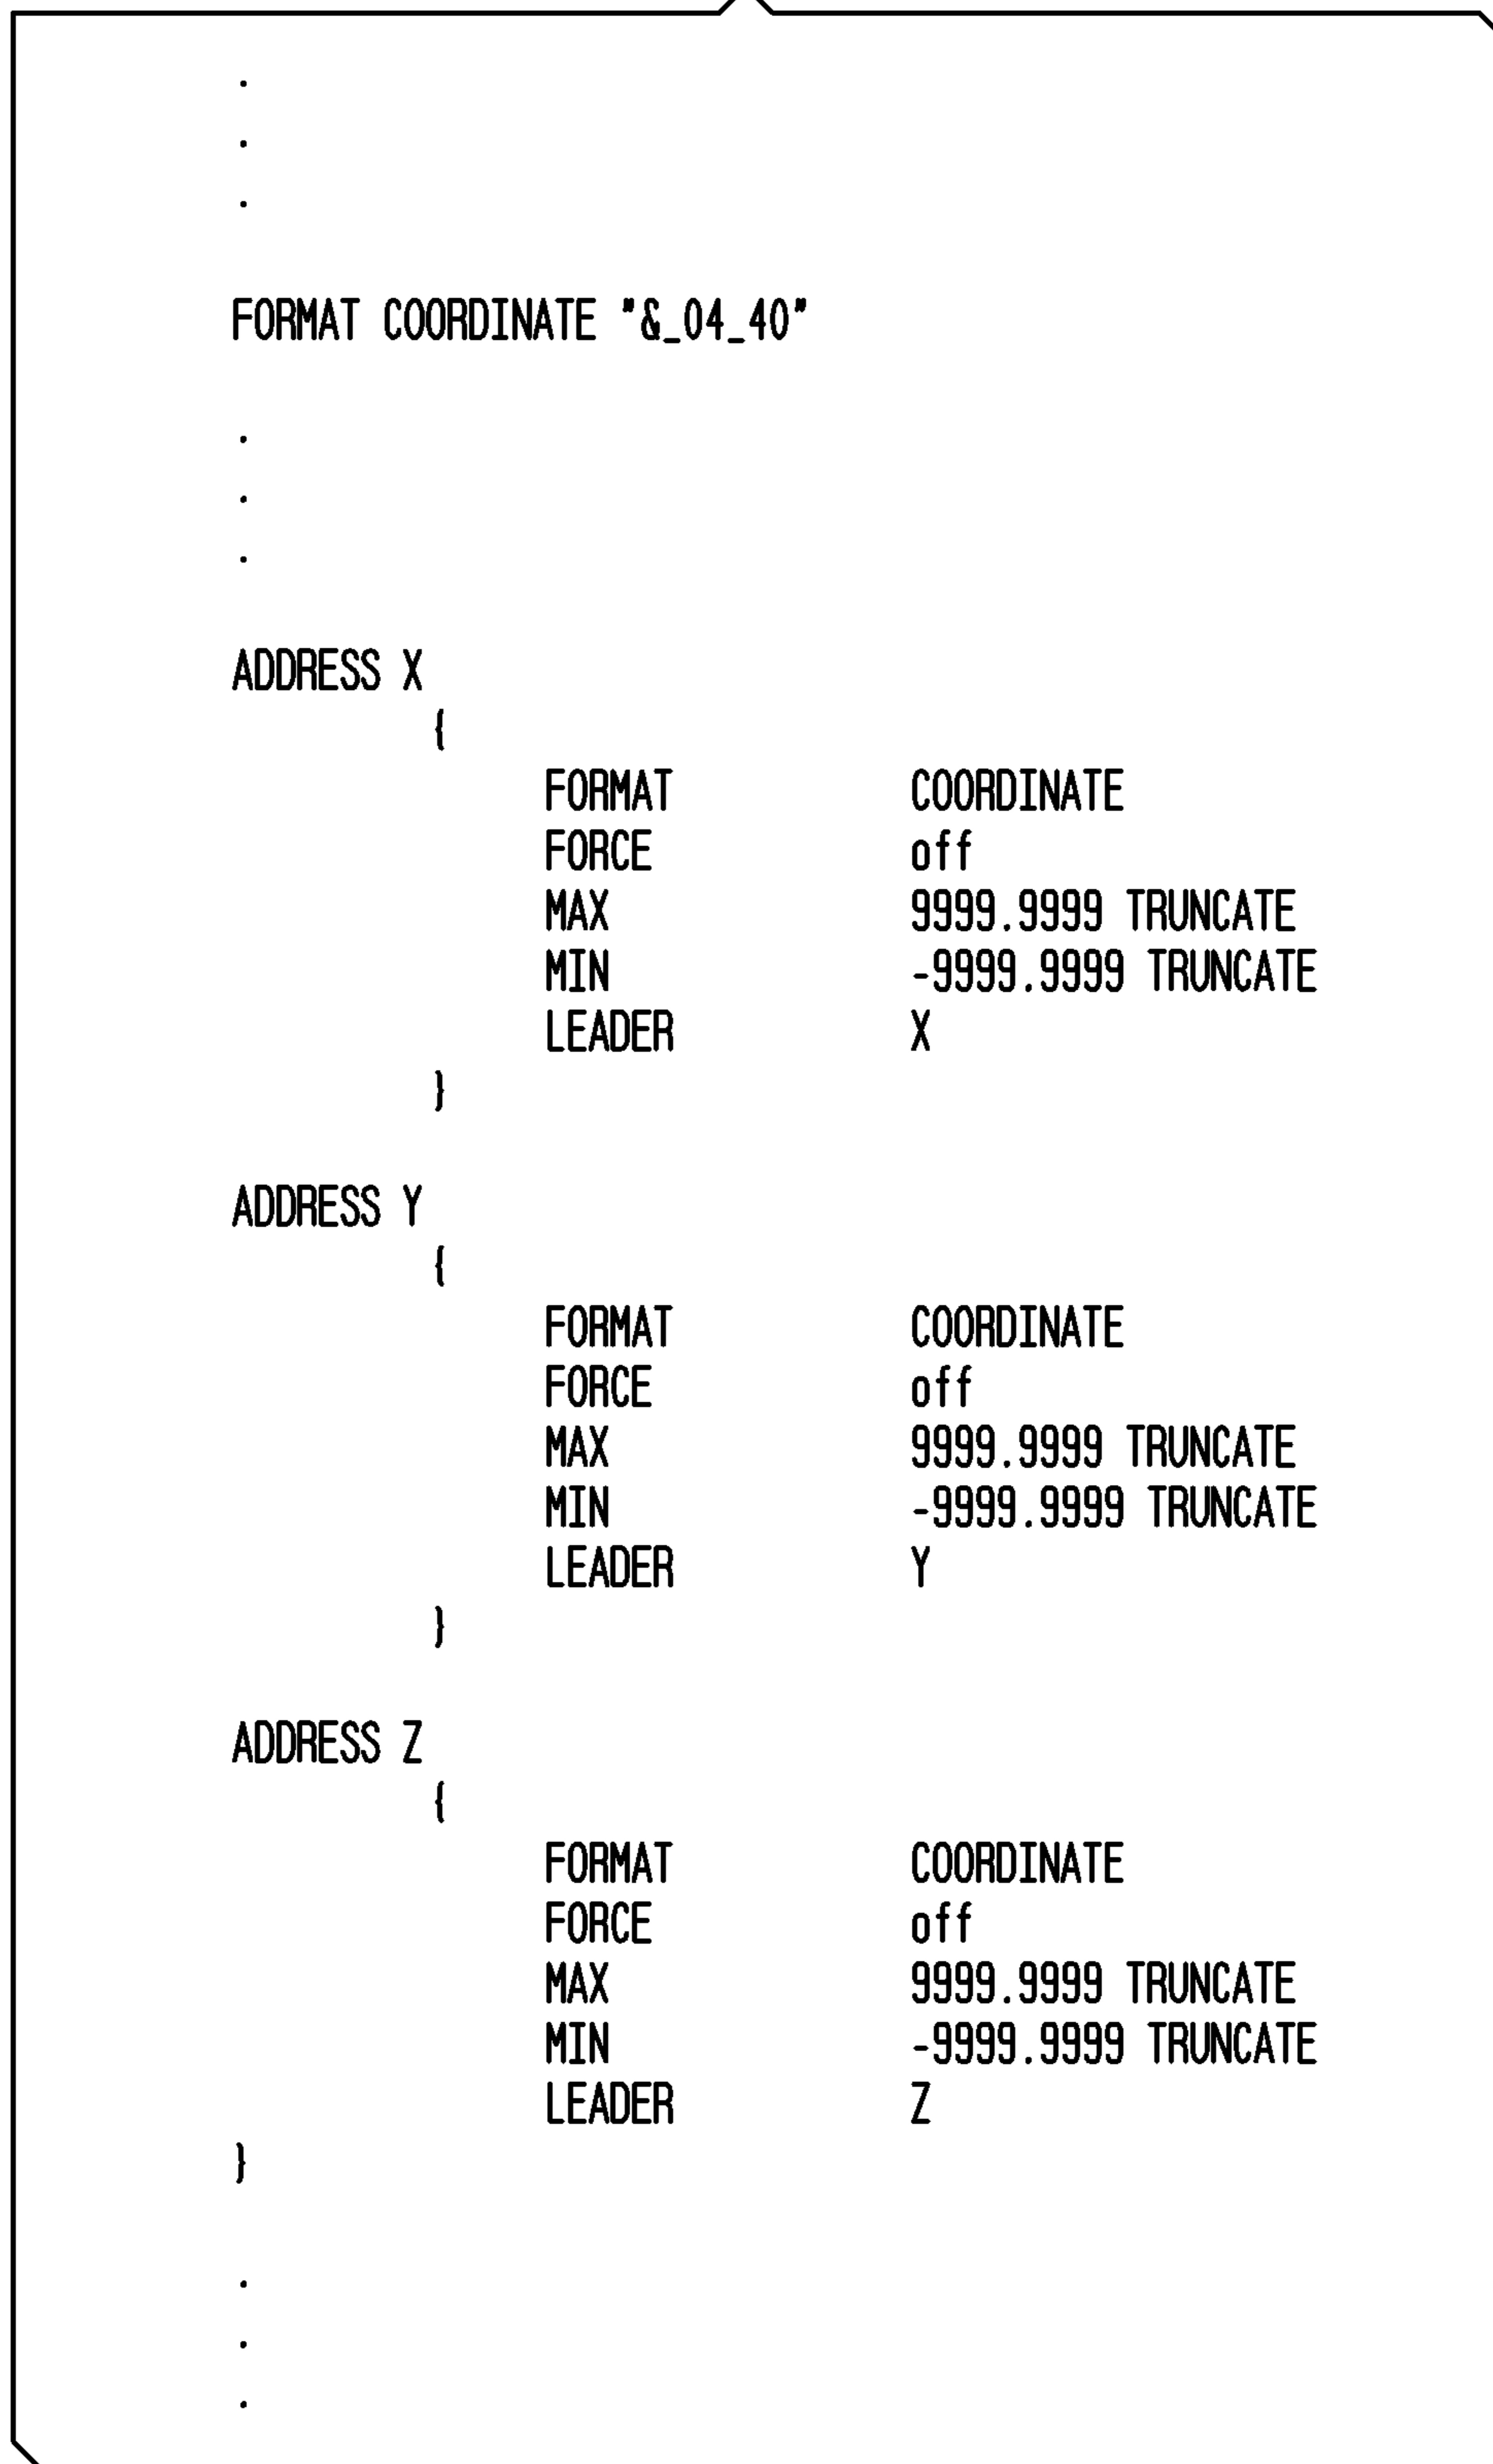 .
.
.
FORMAT COORDINATE "&_04_40"
.
.
.
ADDRESS X
{
FORMAT COORDINATE
FORCE off
MAX 9999.9999 TRUNCATE
MIN -9999.9999 TRUNCATE
LEADER X
}
ADDRESS Y
{
FORMAT COORDINATE
FORCE off
MAX 9999.9999 TRUNCATE
MIN -9999.9999 TRUNCATE
LEADER Y
}
ADDRESS Z
{
FORMAT COORDINATE
FORCE off
MAX 9999.9999 TRUNCATE
MIN -9999.9999 TRUNCATE
LEADER Z
}
.
.
.